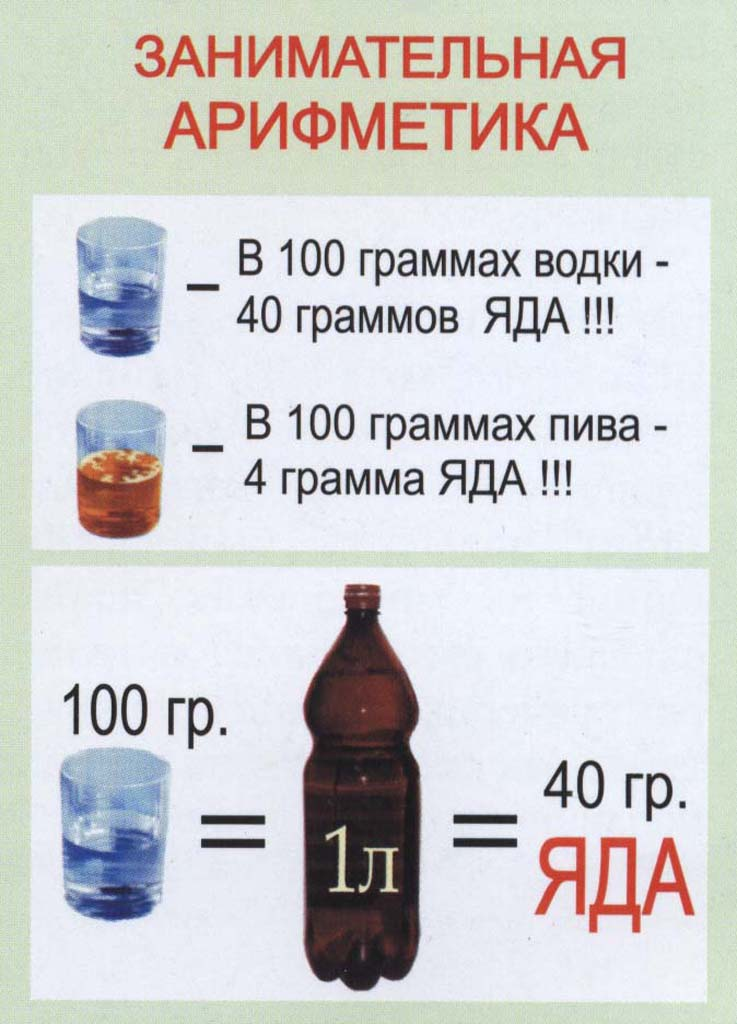 ЗАНИМАТЕЛЬНАЯ
АРИФМЕТИКА
– В 100 граммах водки -
40 граммов ЯДА !!!
– В 100 граммах пива -
4 грамма ЯДА !!!
100 гр.
= 1л =
40 гр.
ЯДА